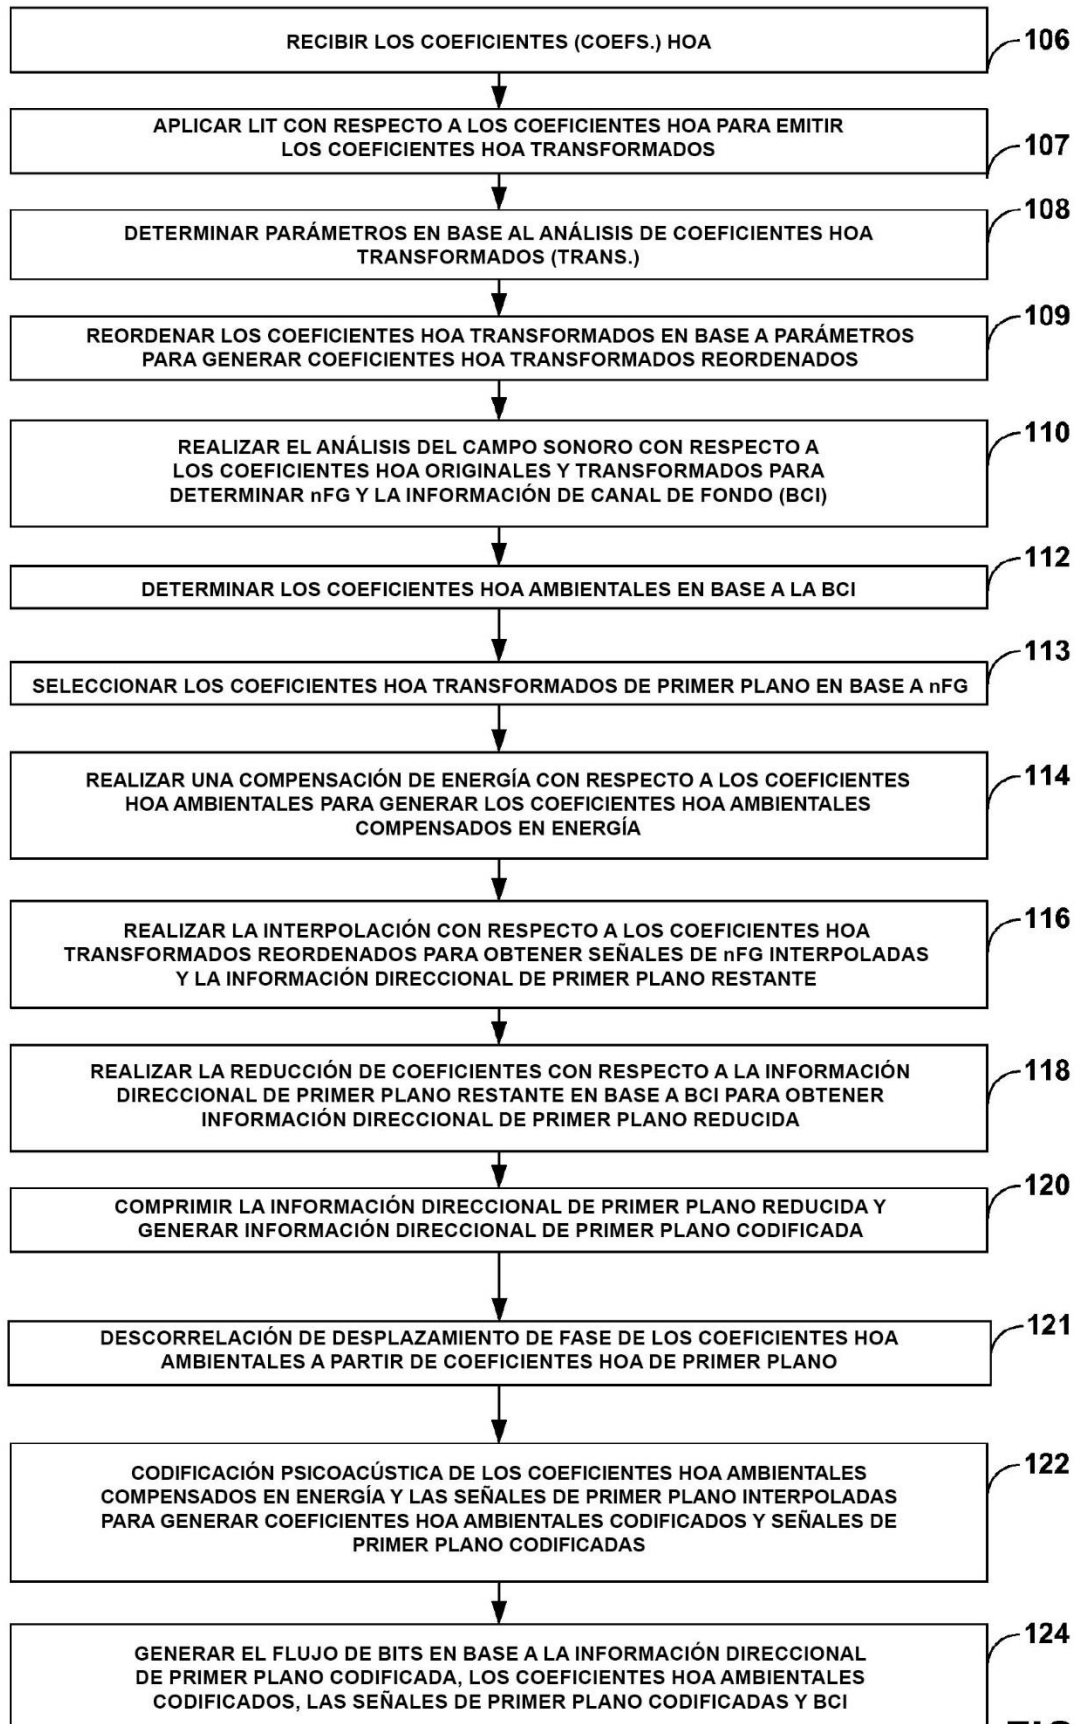 RECIBIR LOS COEFICIENTES (COEFS.) HOA
106
APLICAR LIT CON RESPECTO A LOS COEFICIENTES HOA PARA EMITIR
LOS COEFICIENTES HOA TRANSFORMADOS
107
DETERMINAR PARÁMETROS EN BASE AL ANÁLISIS DE COEFICIENTES HOA
TRANSFORMADOS (TRANS.)
108
REORDENAR LOS COEFICIENTES HOA TRANSFORMADOS EN BASE A PARÁMETROS
PARA GENERAR COEFICIENTES HOA TRANSFORMADOS REORDENADOS
109
REALIZAR EL ANÁLISIS DEL CAMPO SONORO CON RESPECTO A
LOS COEFICIENTES HOA ORIGINALES Y TRANSFORMADOS PARA
DETERMINAR nFG Y LA INFORMACIÓN DE CANAL DE FONDO (BCI)
110
DETERMINAR LOS COEFICIENTES HOA AMBIENTALES EN BASE A LA BCI
112
SELECCIONAR LOS COEFICIENTES HOA TRANSFORMADOS DE PRIMER PLANO EN BASE A nFG
113
REALIZAR UNA COMPENSACIÓN DE ENERGÍA CON RESPECTO A LOS COEFICIENTES
HOA AMBIENTALES PARA GENERAR LOS COEFICIENTES HOA AMBIENTALES
COMPENSADOS EN ENERGÍA
114
REALIZAR LA INTERPOLACIÓN CON RESPECTO A LOS COEFICIENTES HOA
TRANSFORMADOS REORDENADOS PARA OBTENER SEÑALES DE nFG INTERPOLADAS
Y LA INFORMACIÓN DIRECCIONAL DE PRIMER PLANO RESTANTE
116
REALIZAR LA REDUCCIÓN DE COEFICIENTES CON RESPECTO A LA INFORMACIÓN
DIRECCIONAL DE PRIMER PLANO RESTANTE EN BASE A BCI PARA OBTENER
INFORMACIÓN DIRECCIONAL DE PRIMER PLANO REDUCIDA
118
COMPRIMIR LA INFORMACIÓN DIRECCIONAL DE PRIMER PLANO REDUCIDA Y
GENERAR INFORMACIÓN DIRECCIONAL DE PRIMER PLANO CODIFICADA
120
DESCORRELACIÓN DE DESPLAZAMIENTO DE FASE DE LOS COEFICIENTES HOA
AMBIENTALES A PARTIR DE COEFICIENTES HOA DE PRIMER PLANO
121
CODIFICACIÓN PSICOACÚSTICA DE LOS COEFICIENTES HOA AMBIENTALES
COMPENSADOS EN ENERGÍA Y LAS SEÑALES DE PRIMER PLANO INTERPOLADAS
PARA GENERAR COEFICIENTES HOA AMBIENTALES CODIFICADOS Y SEÑALES DE
PRIMER PLANO CODIFICADAS
122
GENERAR EL FLUJO DE BITS EN BASE A LA INFORMACIÓN DIRECCIONAL
DE PRIMER PLANO CODIFICADA, LOS COEFICIENTES HOA AMBIENTALES
CODIFICADOS, LAS SEÑALES DE PRIMER PLANO CODIFICADAS Y BCI
124